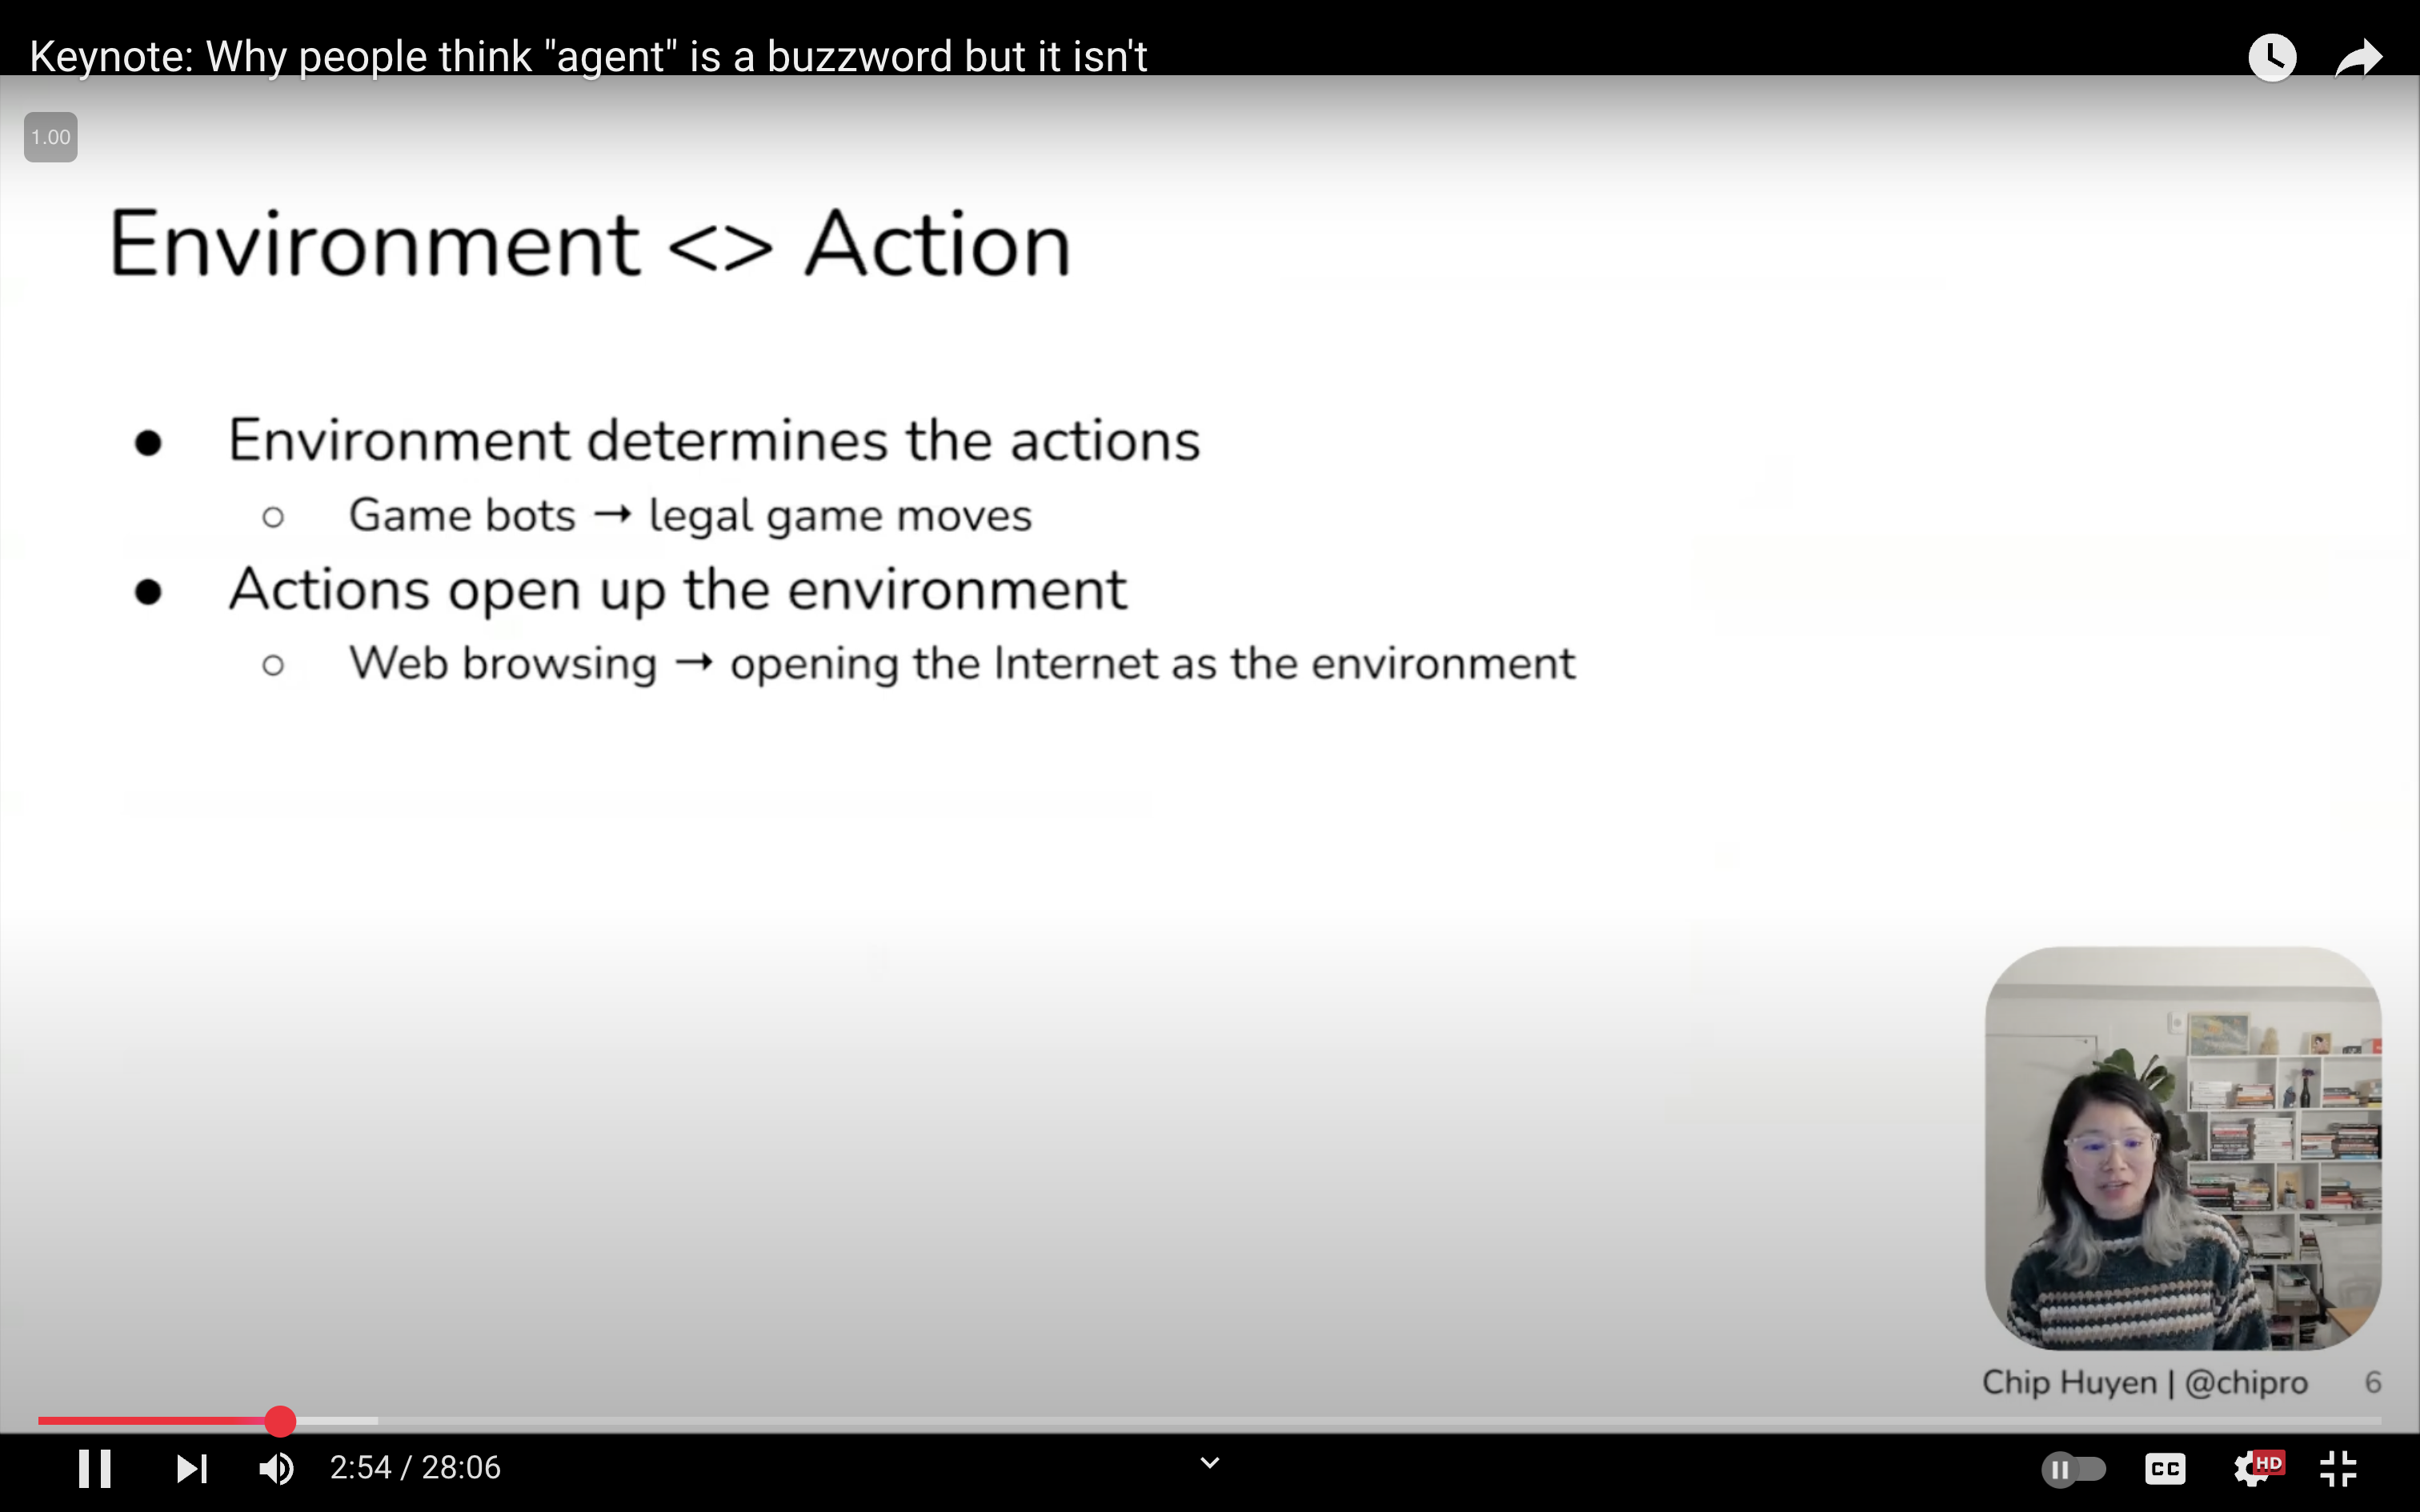 Keynote: Why people think "agent" is a buzzword but it isn't
1.00
Environment <> Action
● Environment determines the actions
○ Game bots → legal game moves
● Actions open up the environment
○ Web browsing → opening the Internet as the environment
Chip Huyen | @chipro 6
2:54 / 28:06
CC
HD